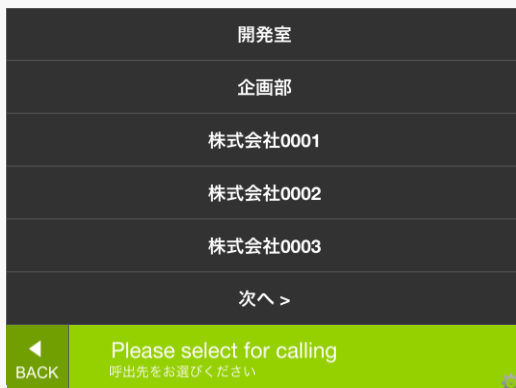 開発室
企画部
株式会社0001
株式会社0002
株式会社0003
次へ >
Please select for calling
BACK
呼出先をお選びください